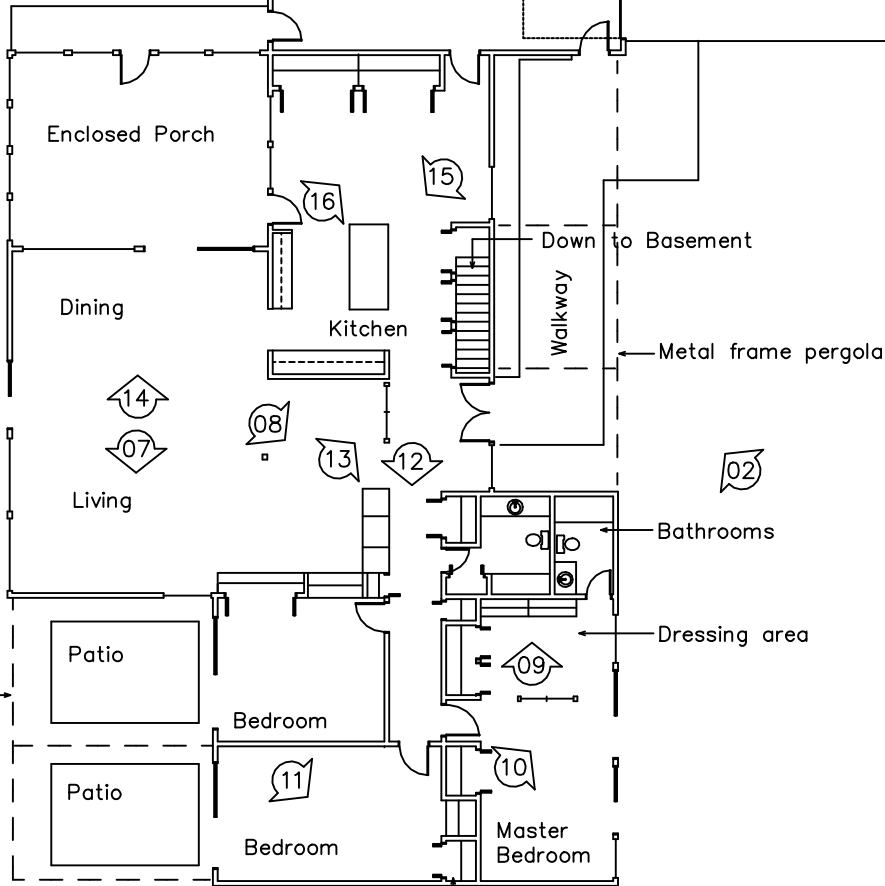 Enclosed Porch
15
16
Down to Basement
Walkway
Dining
Kitchen
Metal frame pergola
14
08
07
13
12
02
Living
Bathrooms
Dressing area
Patio
09
Bedroom
10
11
Patio
Master
Bedroom
Bedroom